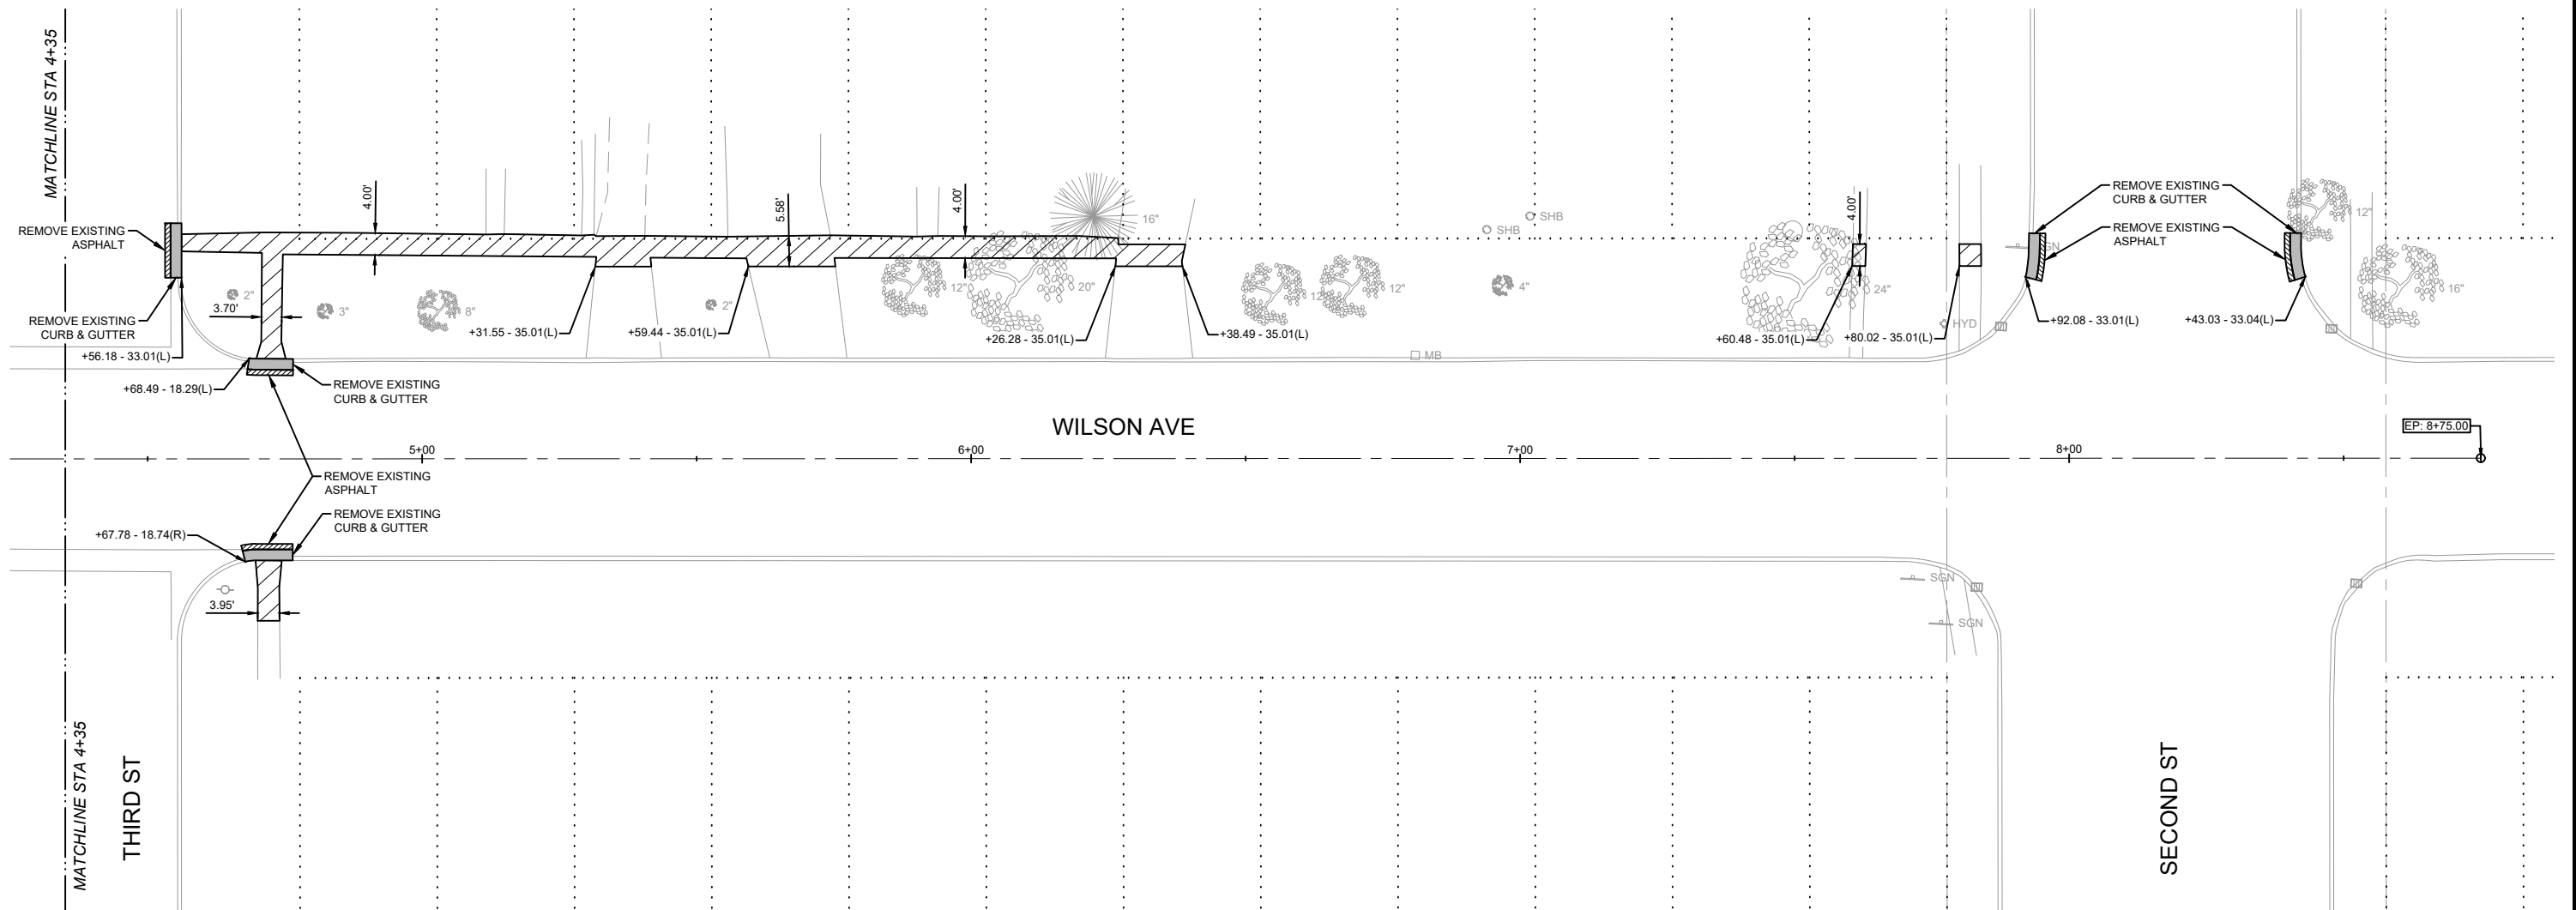 MATCHLINE STA 4+35
REMOVE EXISTING
ASPHALT
REMOVE EXISTING
CURB & GUTTER
+56.18 - 33.01(L)
+68.49 - 18.29(L)
3.70'
2"
3"
8"
4.00'
REMOVE EXISTING
CURB & GUTTER
+31.55 - 35.01(L)
+59.44 - 35.01(L)
2"
5.58'
4.00'
12"
20"
16"
+26.28 - 35.01(L)
+38.49 - 35.01(L)
12"
12"
MB
SHB
SHB
4"
4.00'
24"
+60.48 - 35.01(L)
+80.02 - 35.01(L)
HYD
REMOVE EXISTING
CURB & GUTTER
REMOVE EXISTING
ASPHALT
+92.08 - 33.01(L)
+43.03 - 33.04(L)
12"
16"
WILSON AVE
5+00
6+00
7+00
8+00
EP: 8+75.00
REMOVE EXISTING
ASPHALT
REMOVE EXISTING
CURB & GUTTER
+67.78 - 18.74(R)
3.95'
SGN
SGN
MATCHLINE STA 4+35
THIRD ST
SECOND ST